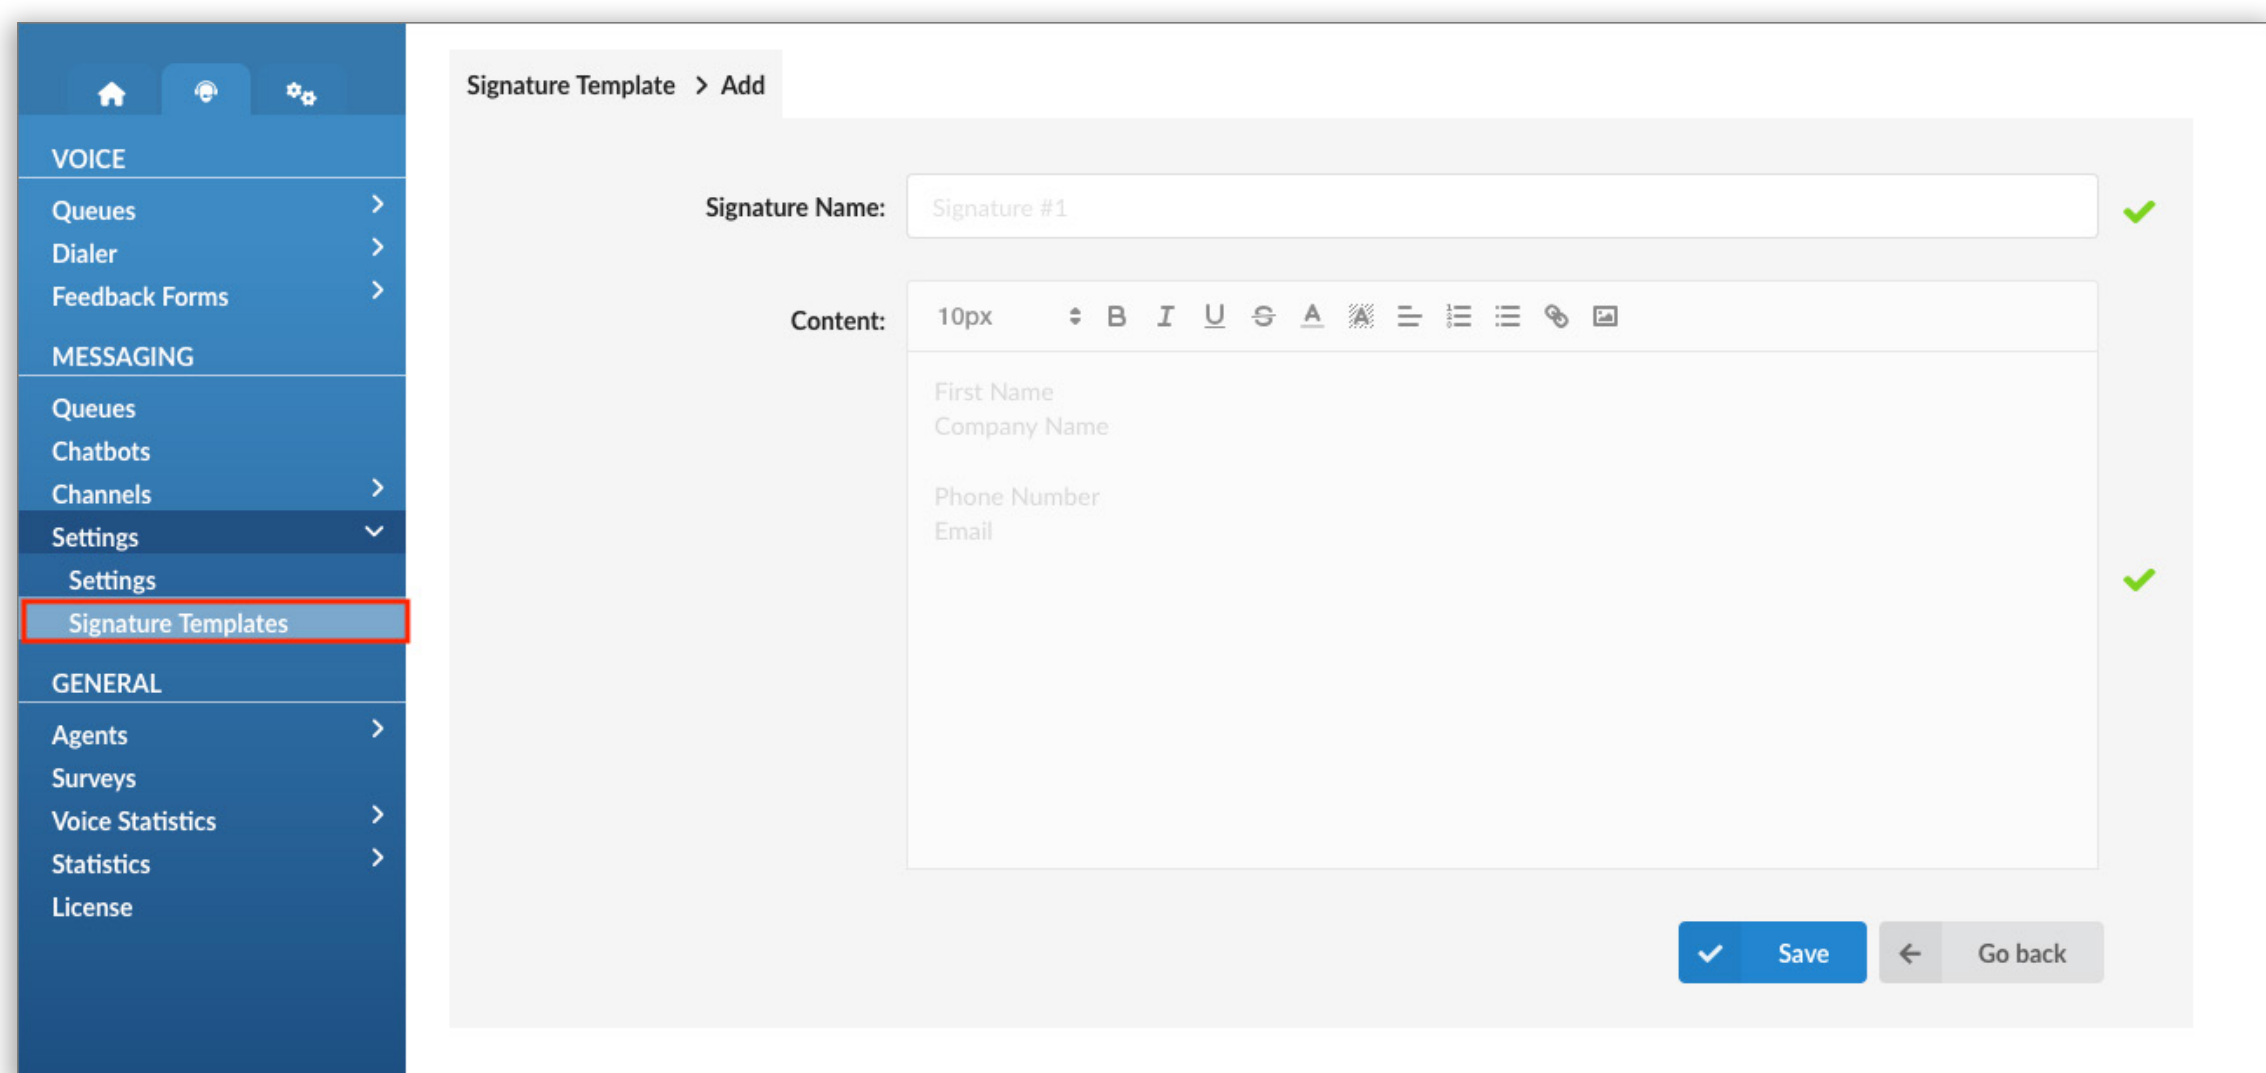 VOICE
Queues
Dialer
Feedback Forms
MESSAGING
Queues
Chatbots
Channels
Settings
Settings
Signature Templates
GENERAL
Agents
Surveys
Voice Statistics
Statistics
License
Signature Template > Add
Signature Name: Signature #1
Content: 10px B I U S A A
First Name
Company Name
Phone Number
Email
Save Go back